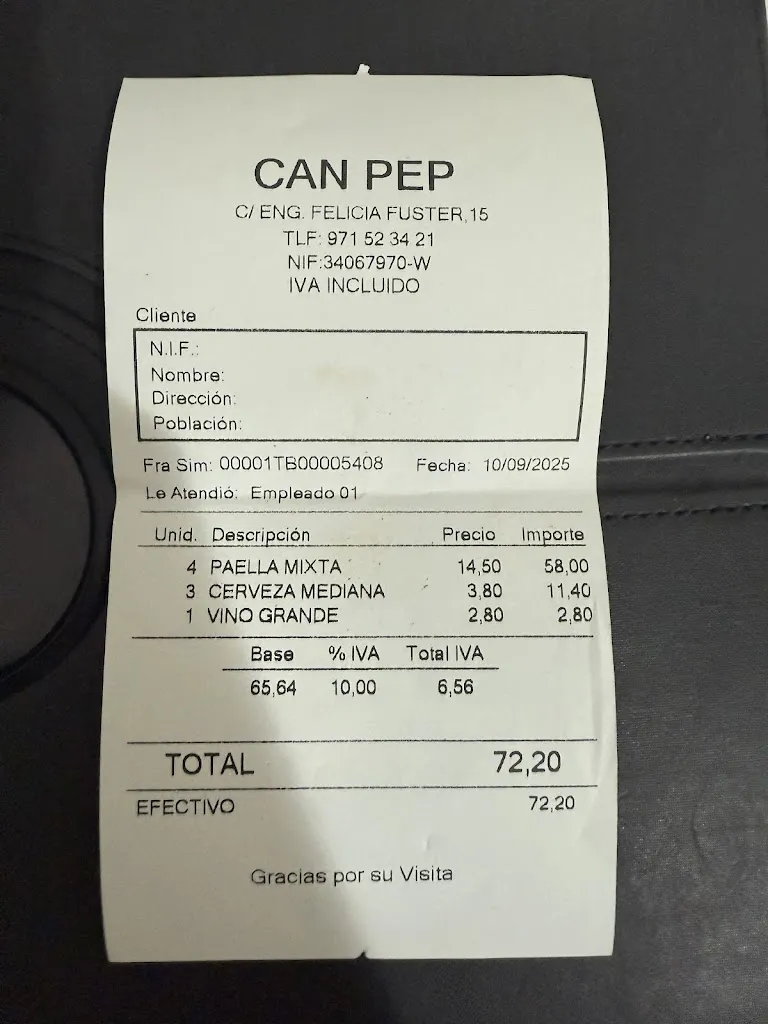 CAN PEP
C/ ENG. FELICIA FUSTER,15
TLF: 971 52 34 21
NIF:34067970-W
IVA INCLUIDO
Cliente
N.I.F.:
Nombre:
Dirección:
Población:
Fra Sim: 00001TB00005408 Fecha: 10/09/2025
Le Atendió: Empleado 01
Unid. Descripción Precio Importe
4 PAELLA MIXTA 14,50 58,00
3 CERVEZA MEDIANA 3,80 11,40
1 VINO GRANDE 2,80 2,80
Base % IVA Total IVA
65,64 10,00 6,56
TOTAL 72,20
EFECTIVO 72,20
Gracias por su Visita